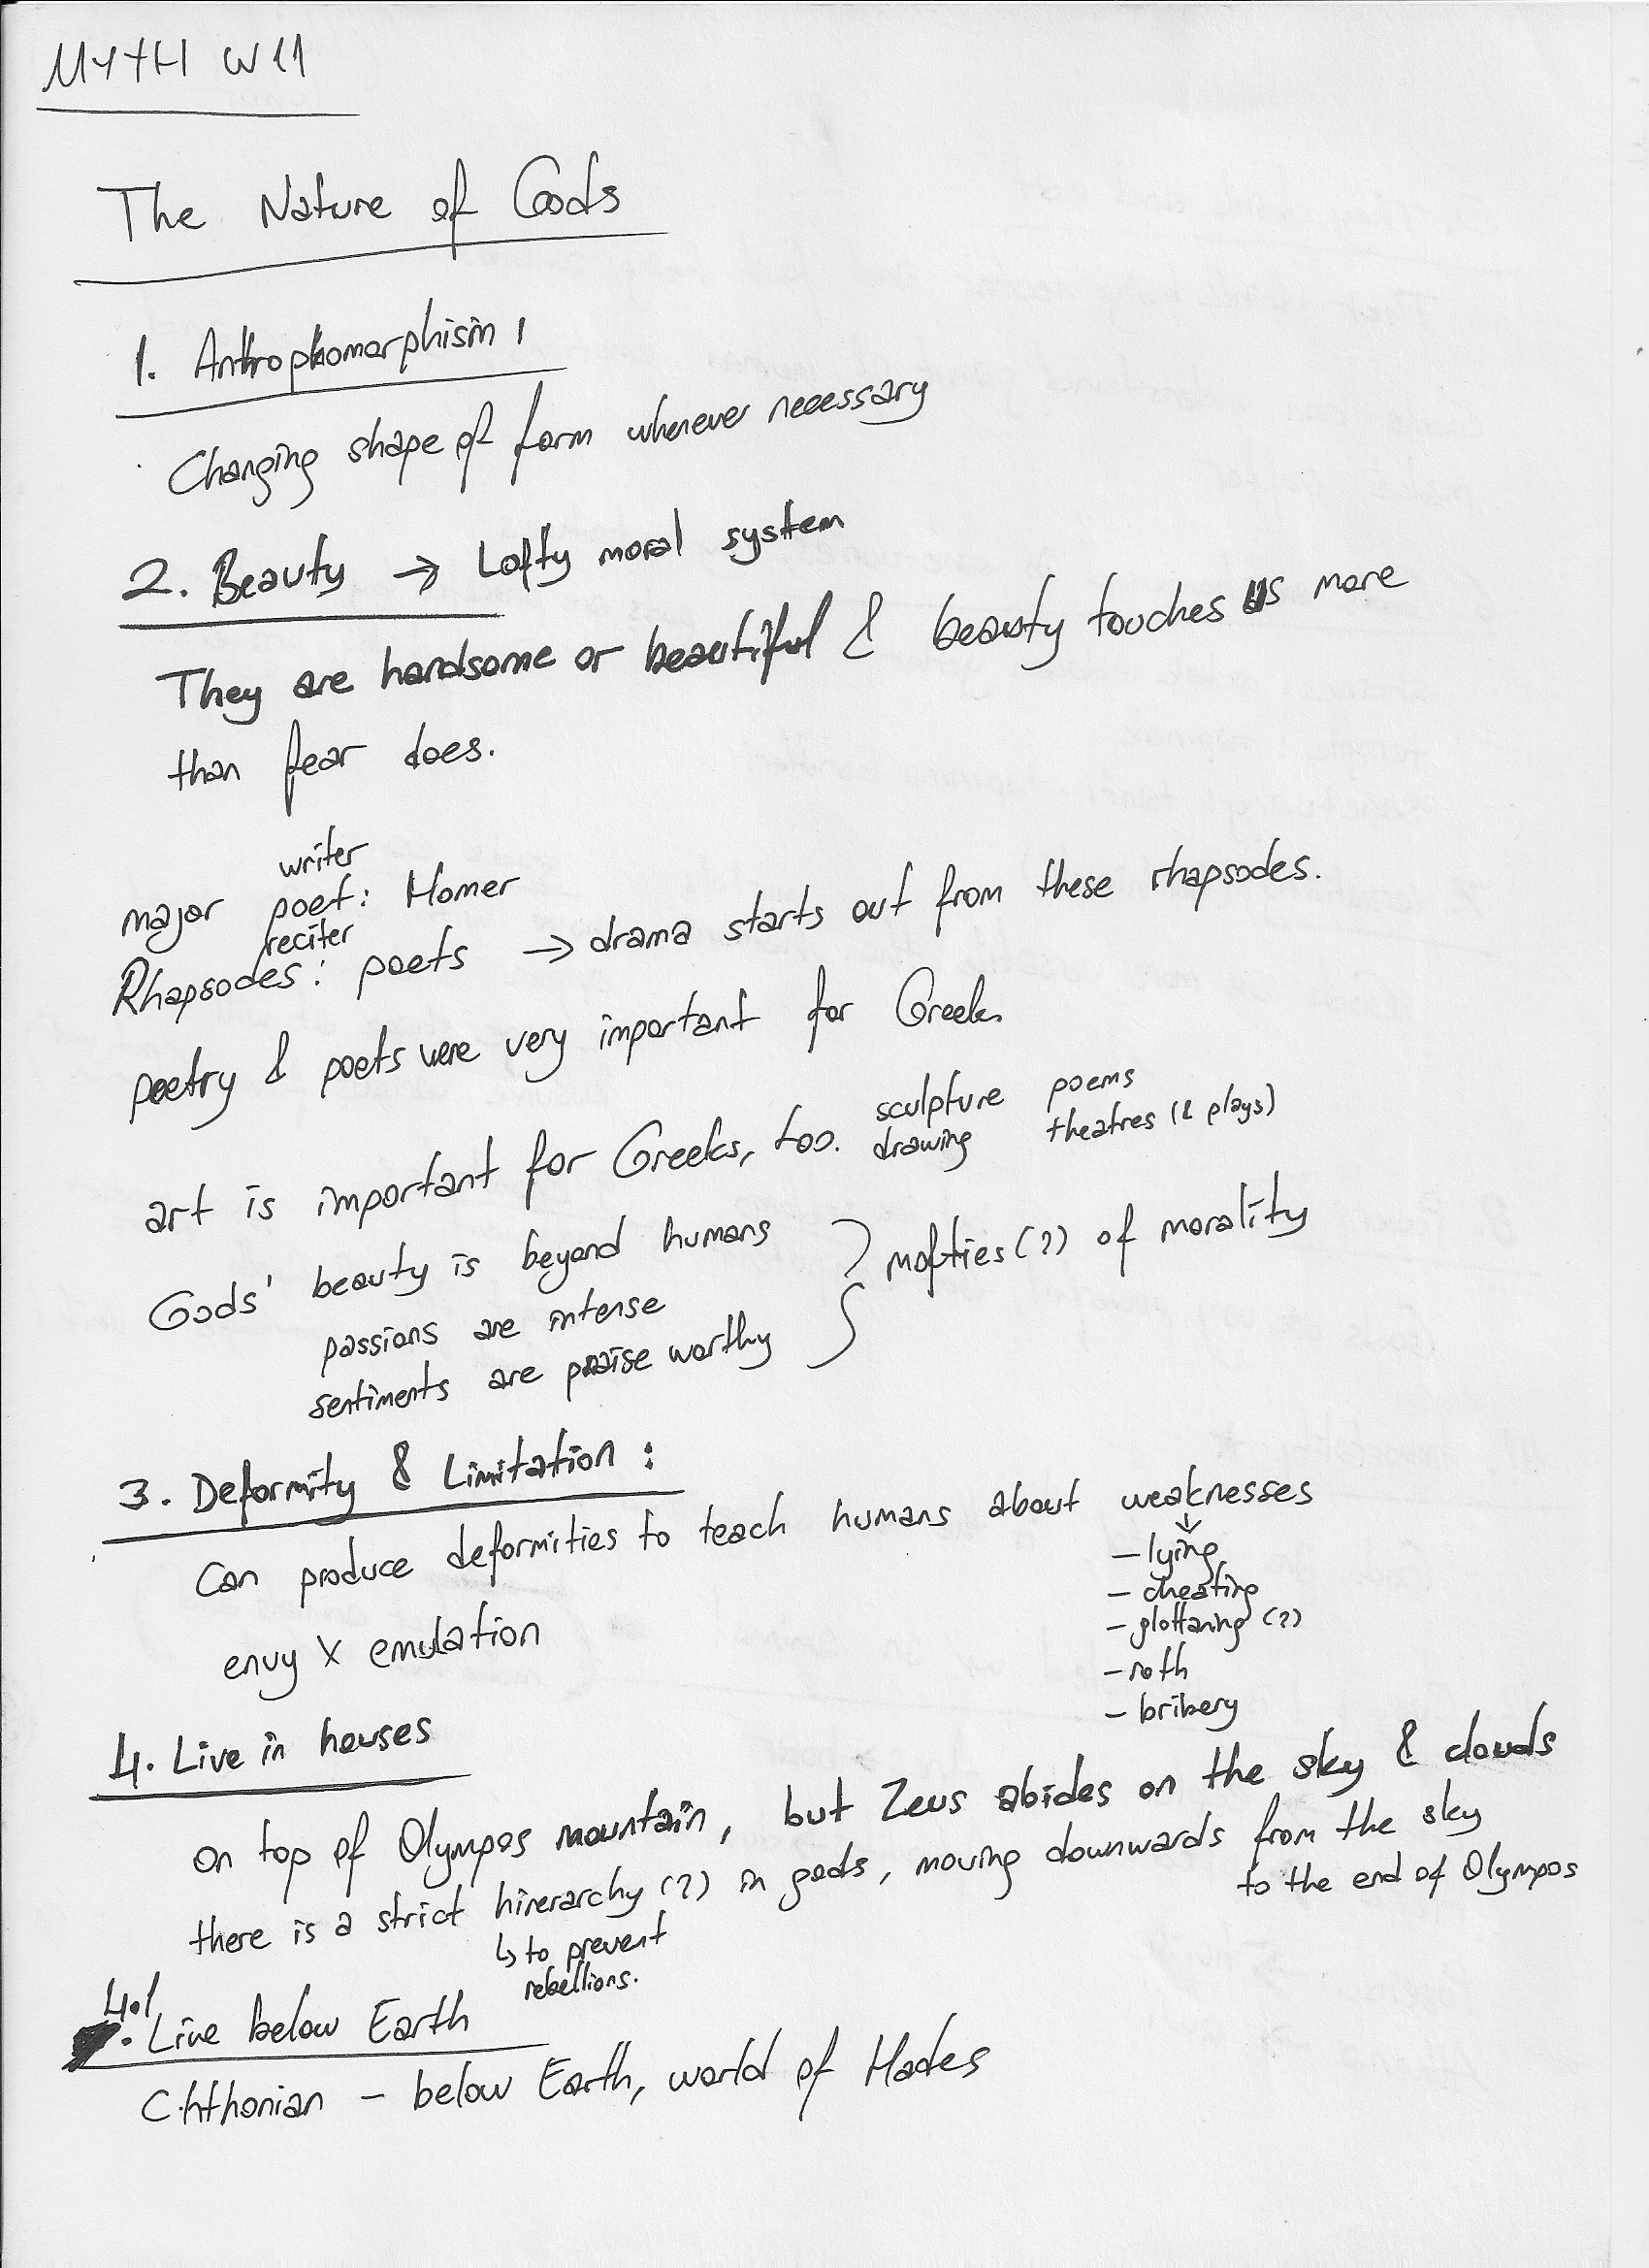 MYTH W11
The Nature of Gods
1. Anthrophomorphism,
Changing shape of form whenever necessary
2. Beauty → Lofty moral system
They are handsome or beautiful & beauty touches us more
than fear does.
writer
major poet: Homer
reciter
Rhapsodes: poets → drama starts out from these rhapsodes.
poetry & poets were very important for Greeks
art is important for Greeks, too. sculpture poems
drawing theatres (& plays)
Gods' beauty is beyond humans
passions are intense
sentiments are praise worthy
} mofties (?) of morality
3. Deformity & Limitation:
Can produce deformities to teach humans about weaknesses
↓
- lying
- cheating
- glottaning (?)
- roth
- bribery
envy X emulation
4. Live in houses
on top of Olympos mountain, but Zeus abides on the sky & clouds
there is a strict hirerarchy (?) in gods, moving downwards from the sky
to the end of Olympos
↳ to prevent
rebellions.
4.1
. Live below Earth
Chthonian - below Earth, world of Hades